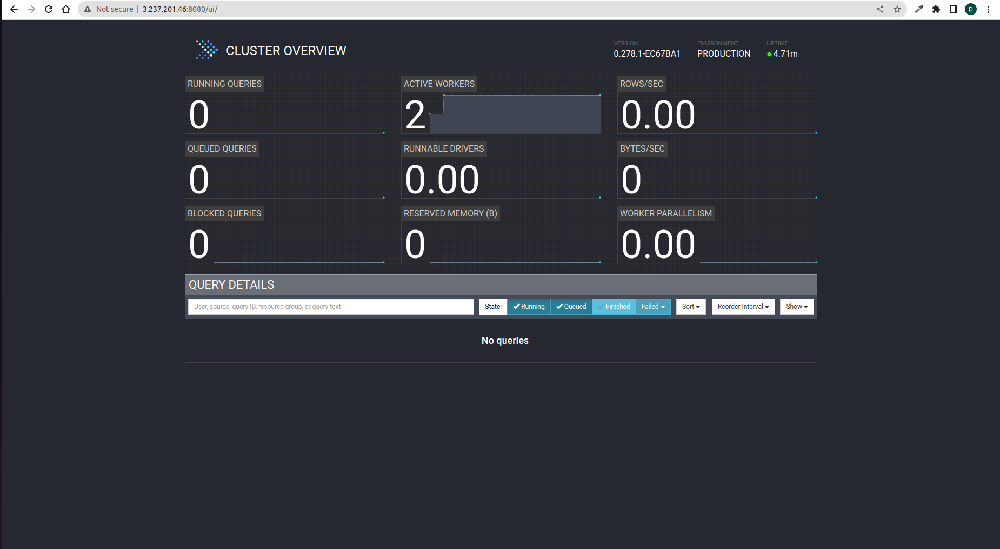 Not secure 3.237.201.46:8080/ui/
D
CLUSTER OVERVIEW
VERSION ENVIRONMENT UPTIME
0.278.1-EC67BA1 PRODUCTION 4.71m
RUNNING QUERIES ACTIVE WORKERS ROWS/SEC
0 2 0.00
QUEUED QUERIES RUNNABLE DRIVERS BYTES/SEC
0 0.00 0
BLOCKED QUERIES RESERVED MEMORY (B) WORKER PARALLELISM
0 0 0.00
QUERY DETAILS
User, source, query ID, resource group, or query text State: Running Queued Finished Failed Sort Reorder Interval Show
No queries